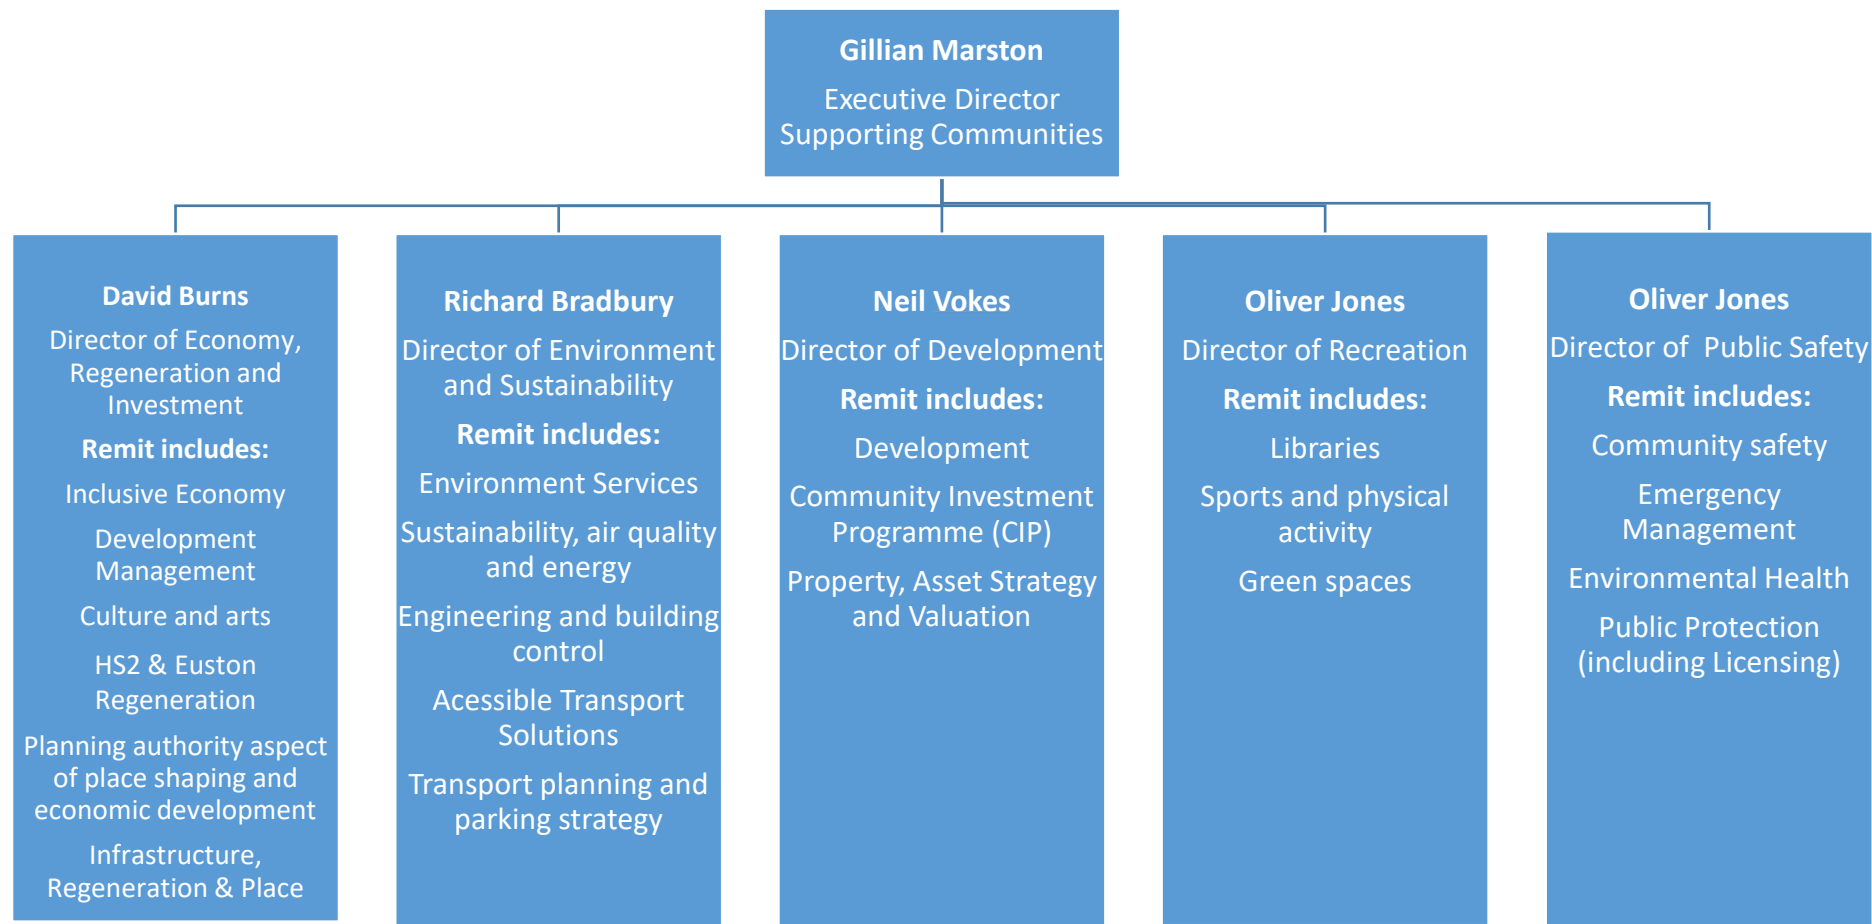 Gillian Marston
Executive Director
Supporting Communities
David Burns
Director of Economy,
Regeneration and
Investment
Remit includes:
Inclusive Economy
Development
Management
Culture and arts
HS2 & Euston
Regeneration
Planning authority aspect
of place shaping and
economic development
Infrastructure,
Regeneration & Place
Richard Bradbury
Director of Environment
and Sustainability
Remit includes:
Environment Services
Sustainability, air quality
and energy
Engineering and building
control
Acessible Transport
Solutions
Transport planning and
parking strategy
Neil Vokes
Director of Development
Remit includes:
Development
Community Investment
Programme (CIP)
Property, Asset Strategy
and Valuation
Oliver Jones
Director of Recreation
Remit includes:
Libraries
Sports and physical
activity
Green spaces
Oliver Jones
Director of  Public Safety
Remit includes:
Community safety
Emergency
Management
Environmental Health
Public Protection
(including Licensing)